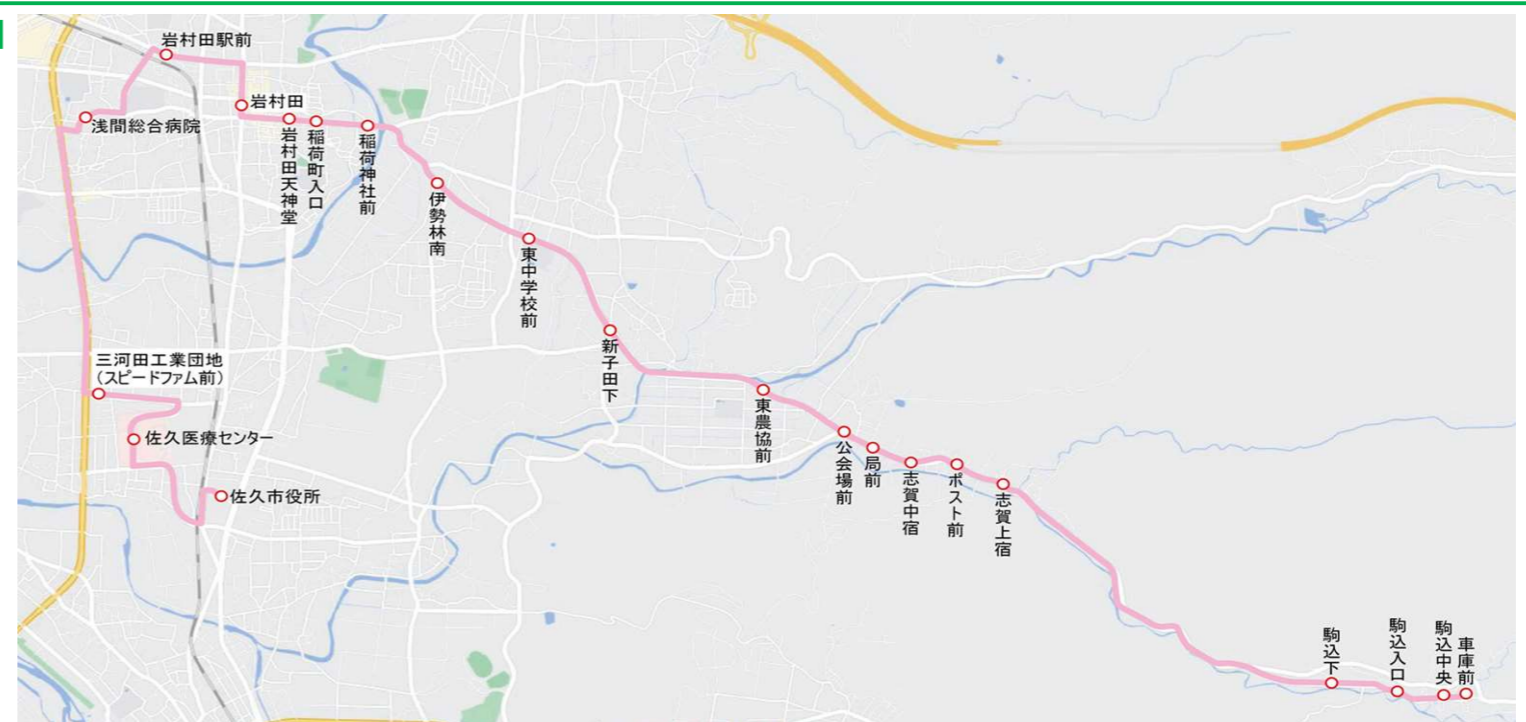 岩村田駅前
浅間総合病院
岩村田
岩村田天神堂
稲荷町入口
稲荷神社前
伊勢林南
東中学校前
新子田下
三河田工業団地
（スピードファム前）
佐久医療センター
佐久市役所
東農協前
公会場前
局前
志賀中宿
ポスト前
志賀上宿
駒込下
駒込入口
駒込中央
車庫前